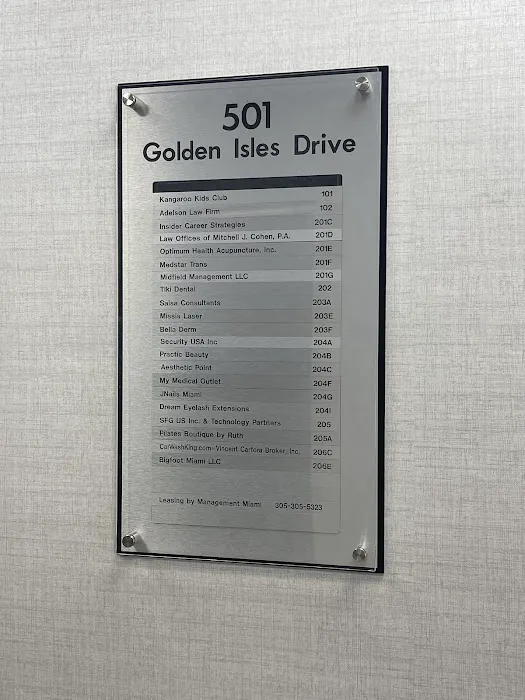 501
Golden Isles Drive
Kangaroo Kids Club 101
Adelson Law Firm 102
Insider Career Strategies 201C
Law Offices of Mitchell J. Cohen, P.A. 201D
Optimum Health Acupuncture, Inc. 201E
Medstar Trans 201F
Midfield Management LLC 201G
Tiki Dental 202
Salsa Consultants 203A
Missia Laser 203E
Bella Derm 203F
Security USA Inc 204A
Practic Beauty 204B
Aesthetic Point 204C
My Medical Outlet 204F
JNails Miami 204G
Dream Eyelash Extensions 204I
SFG US Inc. & Technology Partners 205
Pilates Boutique by Ruth 205A
CarWashKing.com-Vincent Carfora Broker, Inc. 206C
Bigfoot Miami LLC 206E
Leasing by Management Miami 305-305-5323